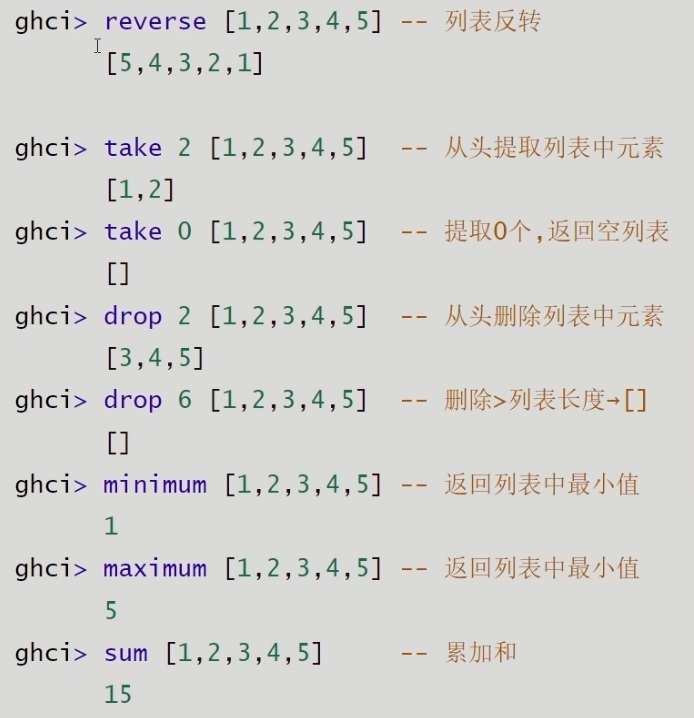 ghci> reverse [1,2,3,4,5] -- 列表反转
[5,4,3,2,1]
ghci> take 2 [1,2,3,4,5] -- 从头提取列表中元素
[1,2]
ghci> take 0 [1,2,3,4,5] -- 提取0个,返回空列表
[]
ghci> drop 2 [1,2,3,4,5] -- 从头删除列表中元素
[3,4,5]
ghci> drop 6 [1,2,3,4,5] -- 删除>列表长度→[]
[]
ghci> minimum [1,2,3,4,5] -- 返回列表中最小值
1
ghci> maximum [1,2,3,4,5] -- 返回列表中最小值
5
ghci> sum [1,2,3,4,5] -- 累加和
15